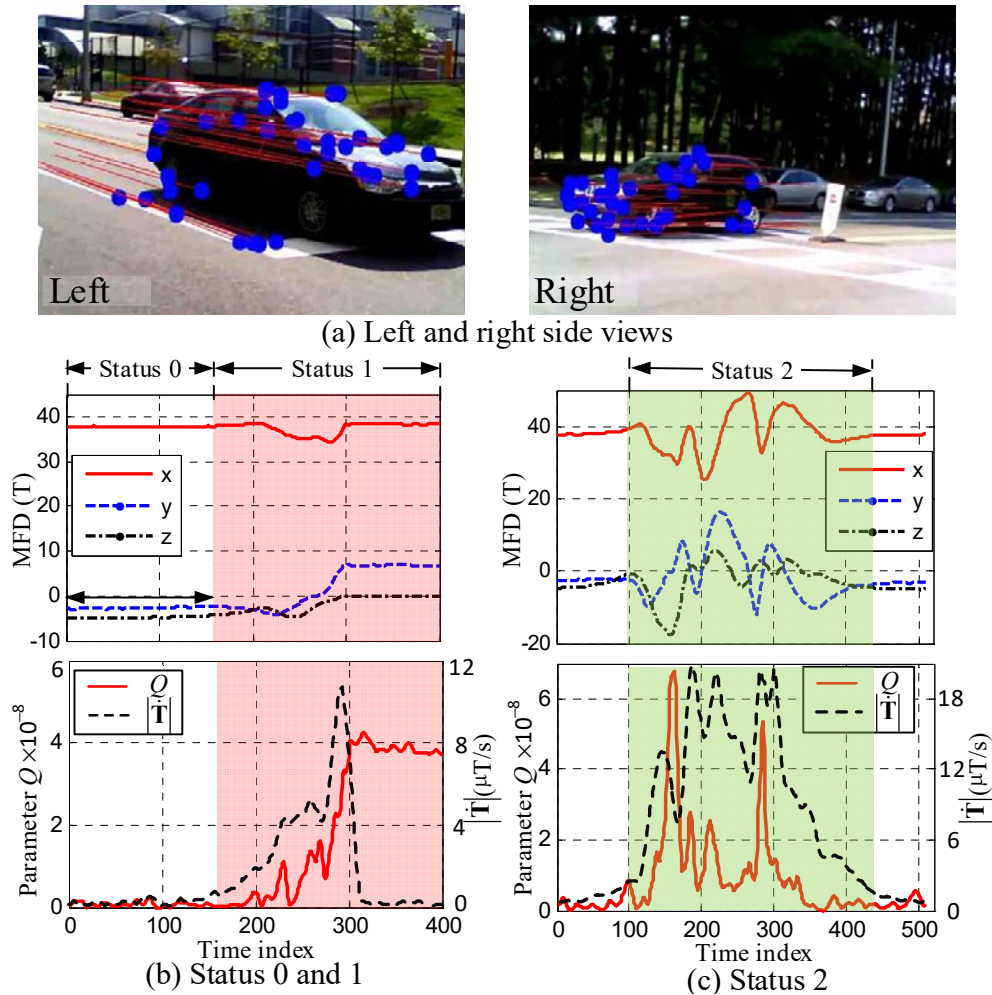 Left
Right
(a) Left and right side views
Status 0
Status 1
MFD (T)
40
30
20
10
0
-10
x
y
z
Parameter Q ×10⁻⁸
6
4
2
0
Q
|Ṫ|
12
8
4
0
|Ṫ|(μT/s)
0
100
200
300
400
Time index
(b) Status 0 and 1
Status 2
MFD (T)
40
20
0
-20
x
y
z
Parameter Q ×10⁻⁸
6
4
2
0
Q
|Ṫ|
18
12
6
0
|Ṫ|(μT/s)
0
100
200
300
400
500
Time index
(c) Status 2